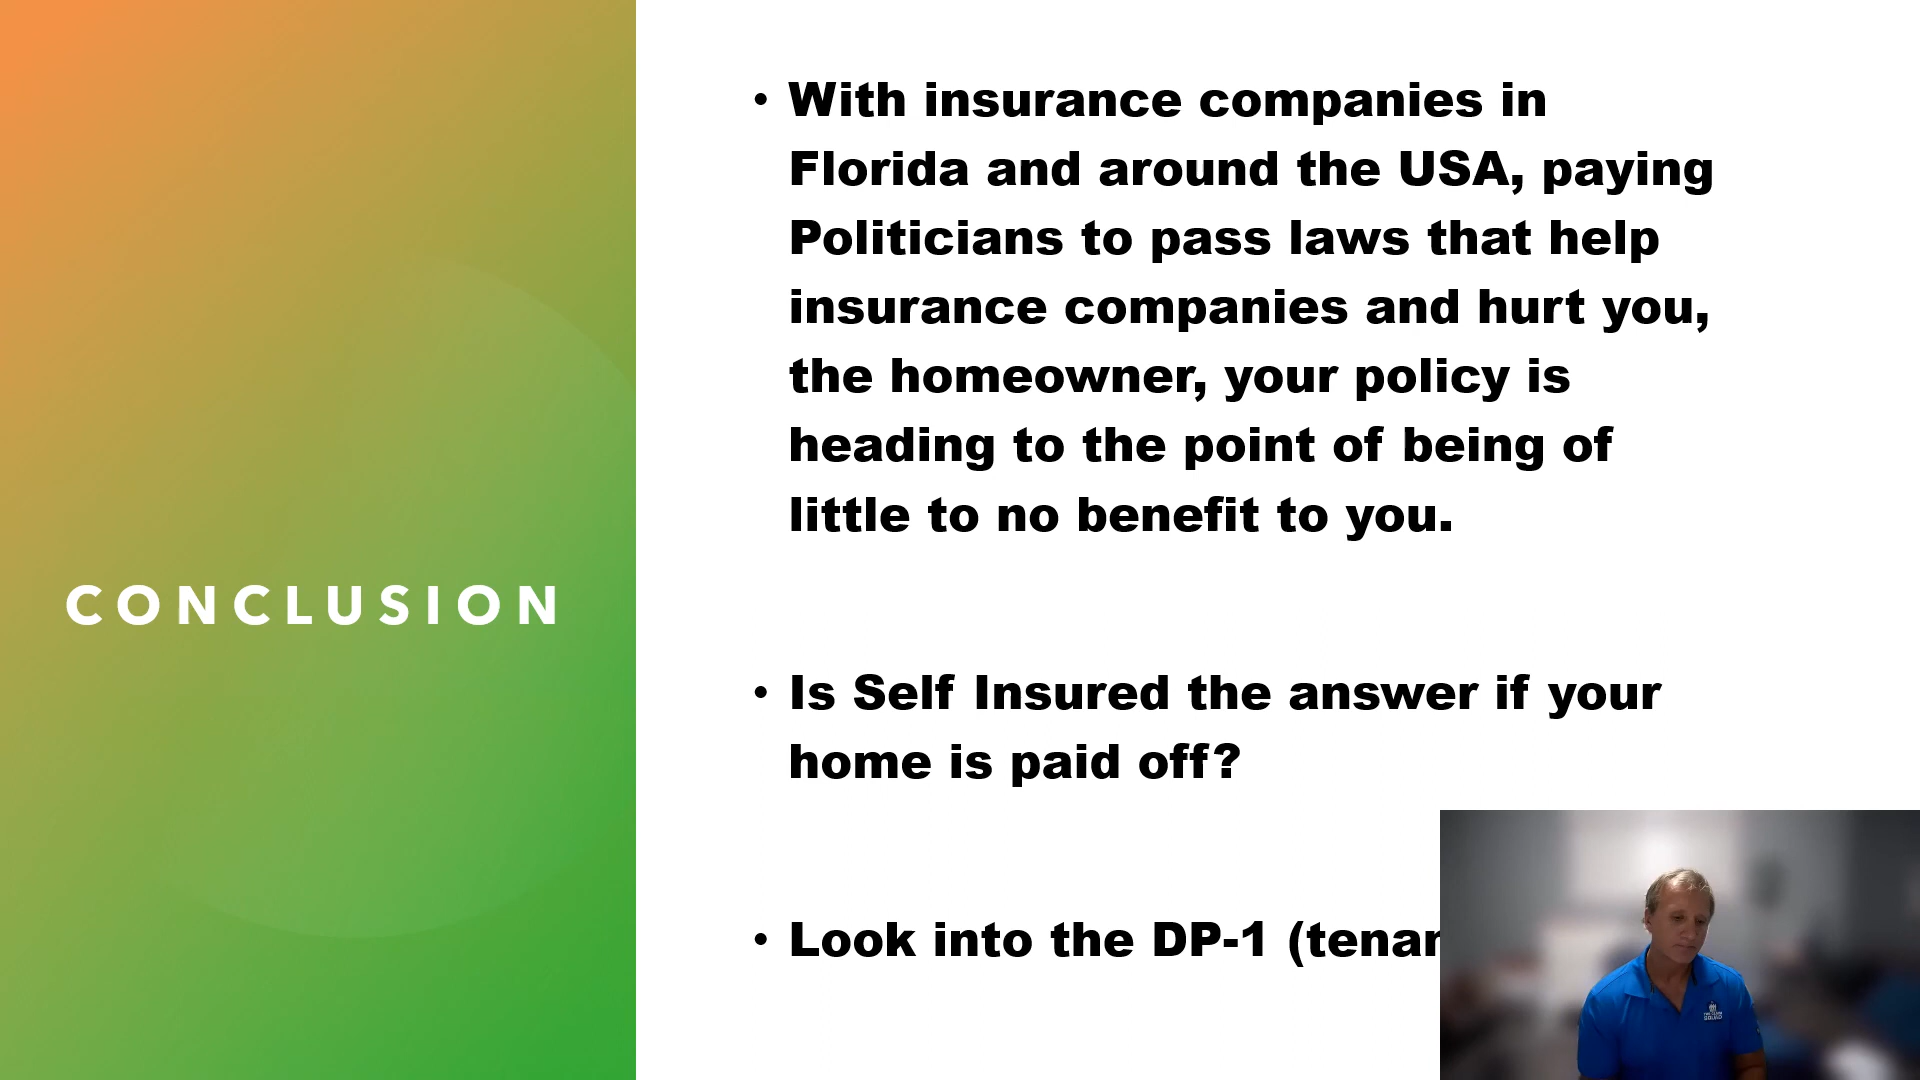 With insurance companies in
Florida and around the USA, paying
Politicians to pass laws that help
insurance companies and hurt you,
the homeowner, your policy is
heading to the point of being of
little to no benefit to you.
CONCLUSION
Is Self Insured the answer if your
home is paid off?
Look into the DP-1